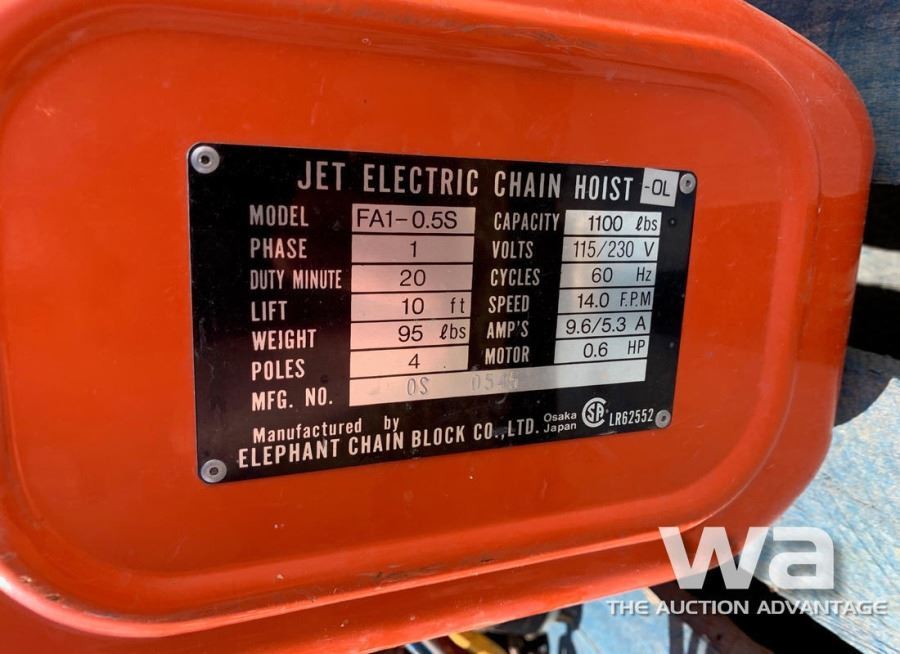 JET ELECTRIC CHAIN HOIST -OL
MODEL FA1-0.5S CAPACITY 1100 lbs
PHASE 1 VOLTS 115/230 V
DUTY MINUTE 20 CYCLES 60 Hz
LIFT 10 ft SPEED 14.0 F.P.M
WEIGHT 95 lbs AMP'S 9.6/5.3 A
POLES 4 MOTOR 0.6 HP
MFG. NO. 0S
Manufactured by
ELEPHANT CHAIN BLOCK CO.,LTD. Osaka Japan SA LR62552
wa
THE AUCTION ADVANTAGE